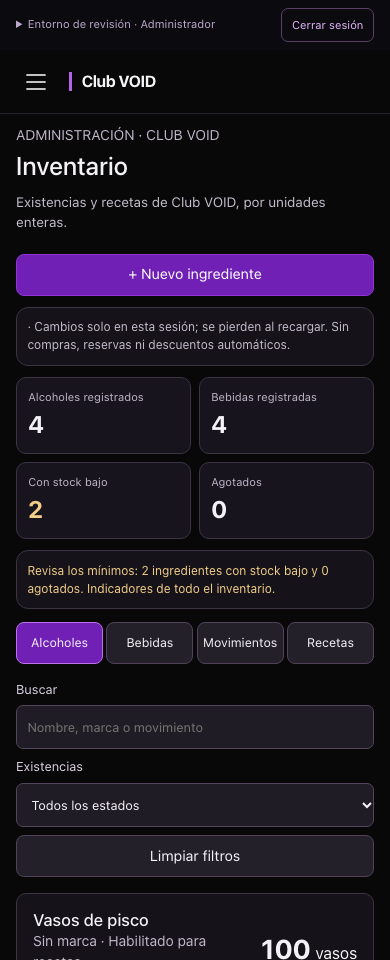 ▶ Entorno de revisión · Administrador
Cerrar sesión
Club VOID
ADMINISTRACIÓN · CLUB VOID
Inventario
Existencias y recetas de Club VOID, por unidades
enteras.
+ Nuevo ingrediente
· Cambios solo en esta sesión; se pierden al recargar. Sin
compras, reservas ni descuentos automáticos.
Alcoholes registrados
4
Bebidas registradas
4
Con stock bajo
2
Agotados
0
Revisa los mínimos: 2 ingredientes con stock bajo y 0
agotados. Indicadores de todo el inventario.
Alcoholes
Bebidas
Movimientos
Recetas
Buscar
Nombre, marca o movimiento
Existencias
Todos los estados
Limpiar filtros
Vasos de pisco
Sin marca · Habilitado para
100 vasos